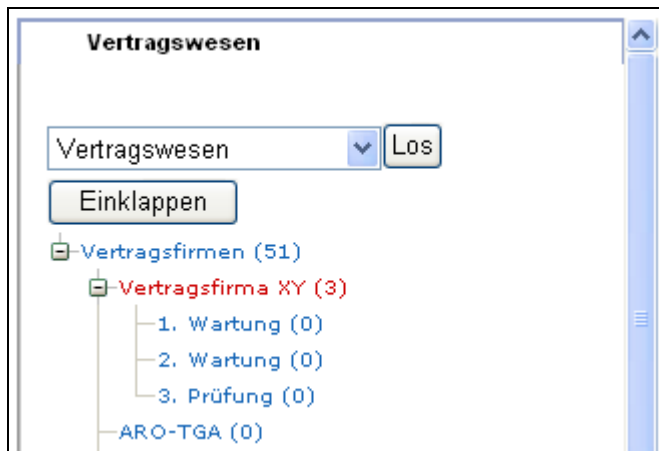 Vertragswesen
Vertragswesen Los
Einklappen
Vertragsfirmen (51)
Vertragsfirma XY (3)
1. Wartung (0)
2. Wartung (0)
3. Prüfung (0)
ARO-TGA (0)